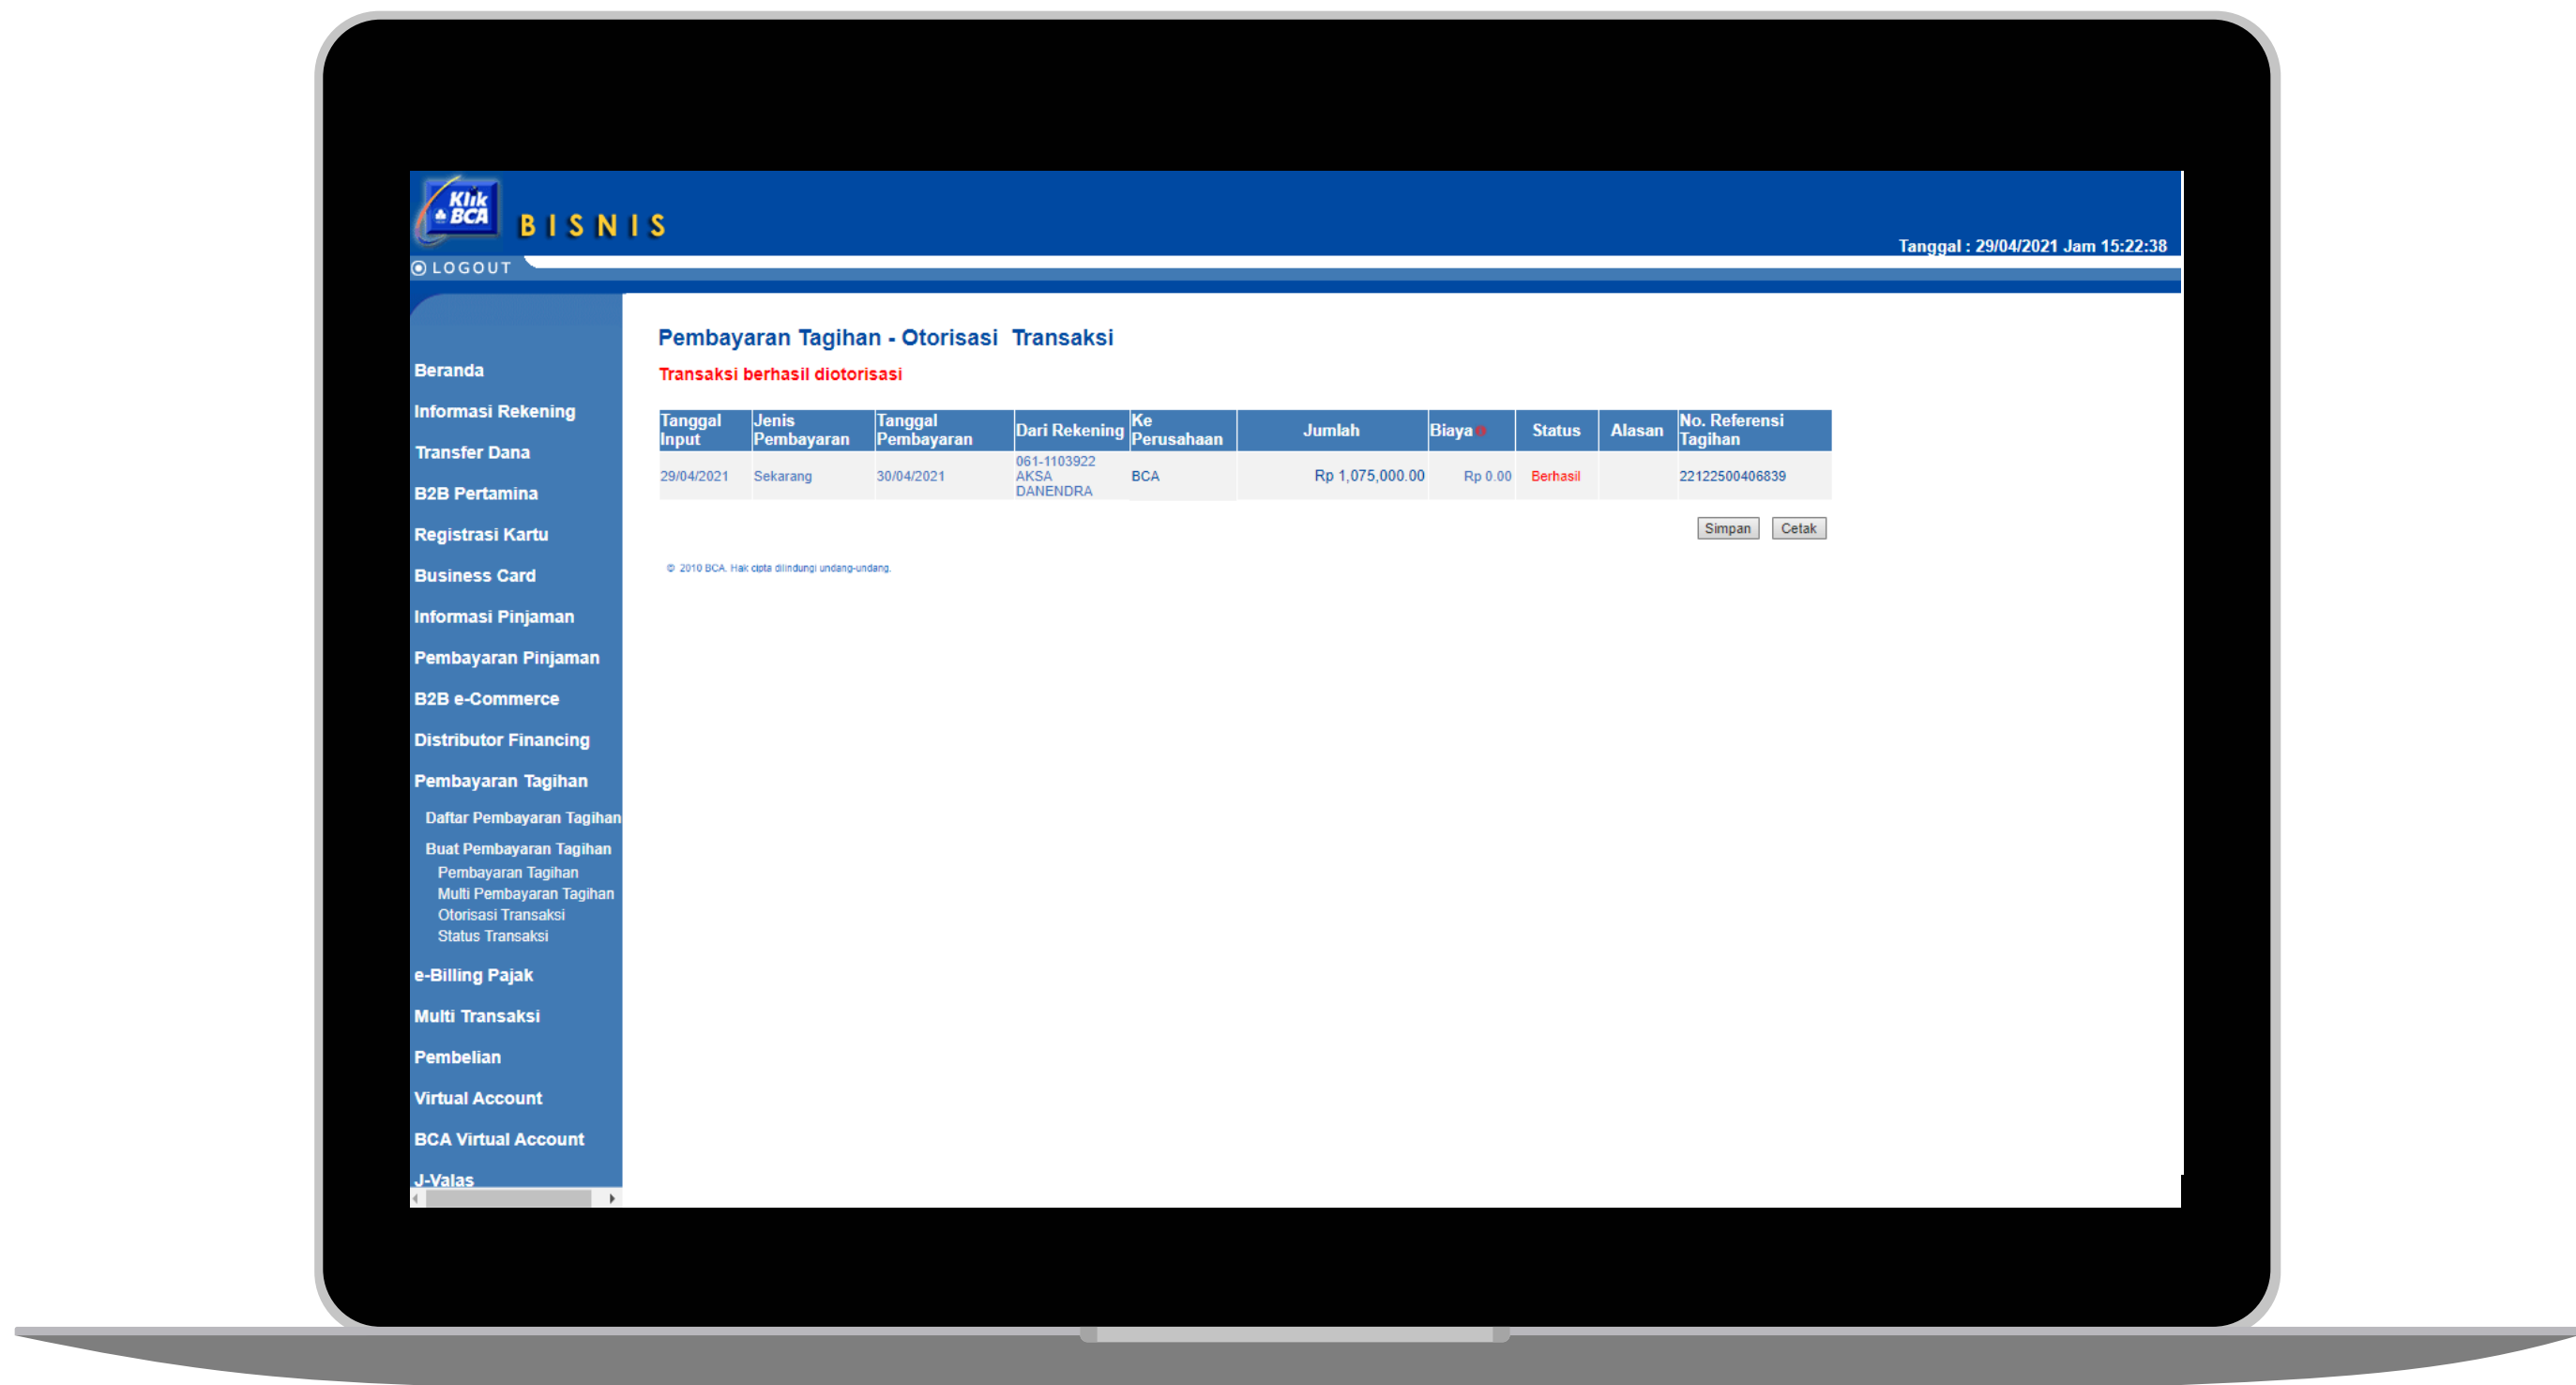 Klik
BCA
BISNIS
Tanggal : 29/04/2021 Jam 15:22:38
LOGOUT
Beranda
Informasi Rekening
Transfer Dana
B2B Pertamina
Registrasi Kartu
Business Card
Informasi Pinjaman
Pembayaran Pinjaman
B2B e-Commerce
Distributor Financing
Pembayaran Tagihan
Daftar Pembayaran Tagihan
Buat Pembayaran Tagihan
Pembayaran Tagihan
Multi Pembayaran Tagihan
Otorisasi Transaksi
Status Transaksi
e-Billing Pajak
Multi Transaksi
Pembelian
Virtual Account
BCA Virtual Account
J-Valas
Pembayaran Tagihan - Otorisasi Transaksi
Transaksi berhasil diotorisasi
Tanggal Input Jenis Pembayaran Tanggal Pembayaran Dari Rekening Ke Perusahaan Jumlah Biaya Status Alasan No. Referensi Tagihan
29/04/2021 Sekarang 30/04/2021 061-1103922 AKSA DANENDRA BCA Rp 1,075,000.00 Rp 0.00 Berhasil 22122500406839
Simpan Cetak
© 2010 BCA. Hak cipta dilindungi undang-undang.